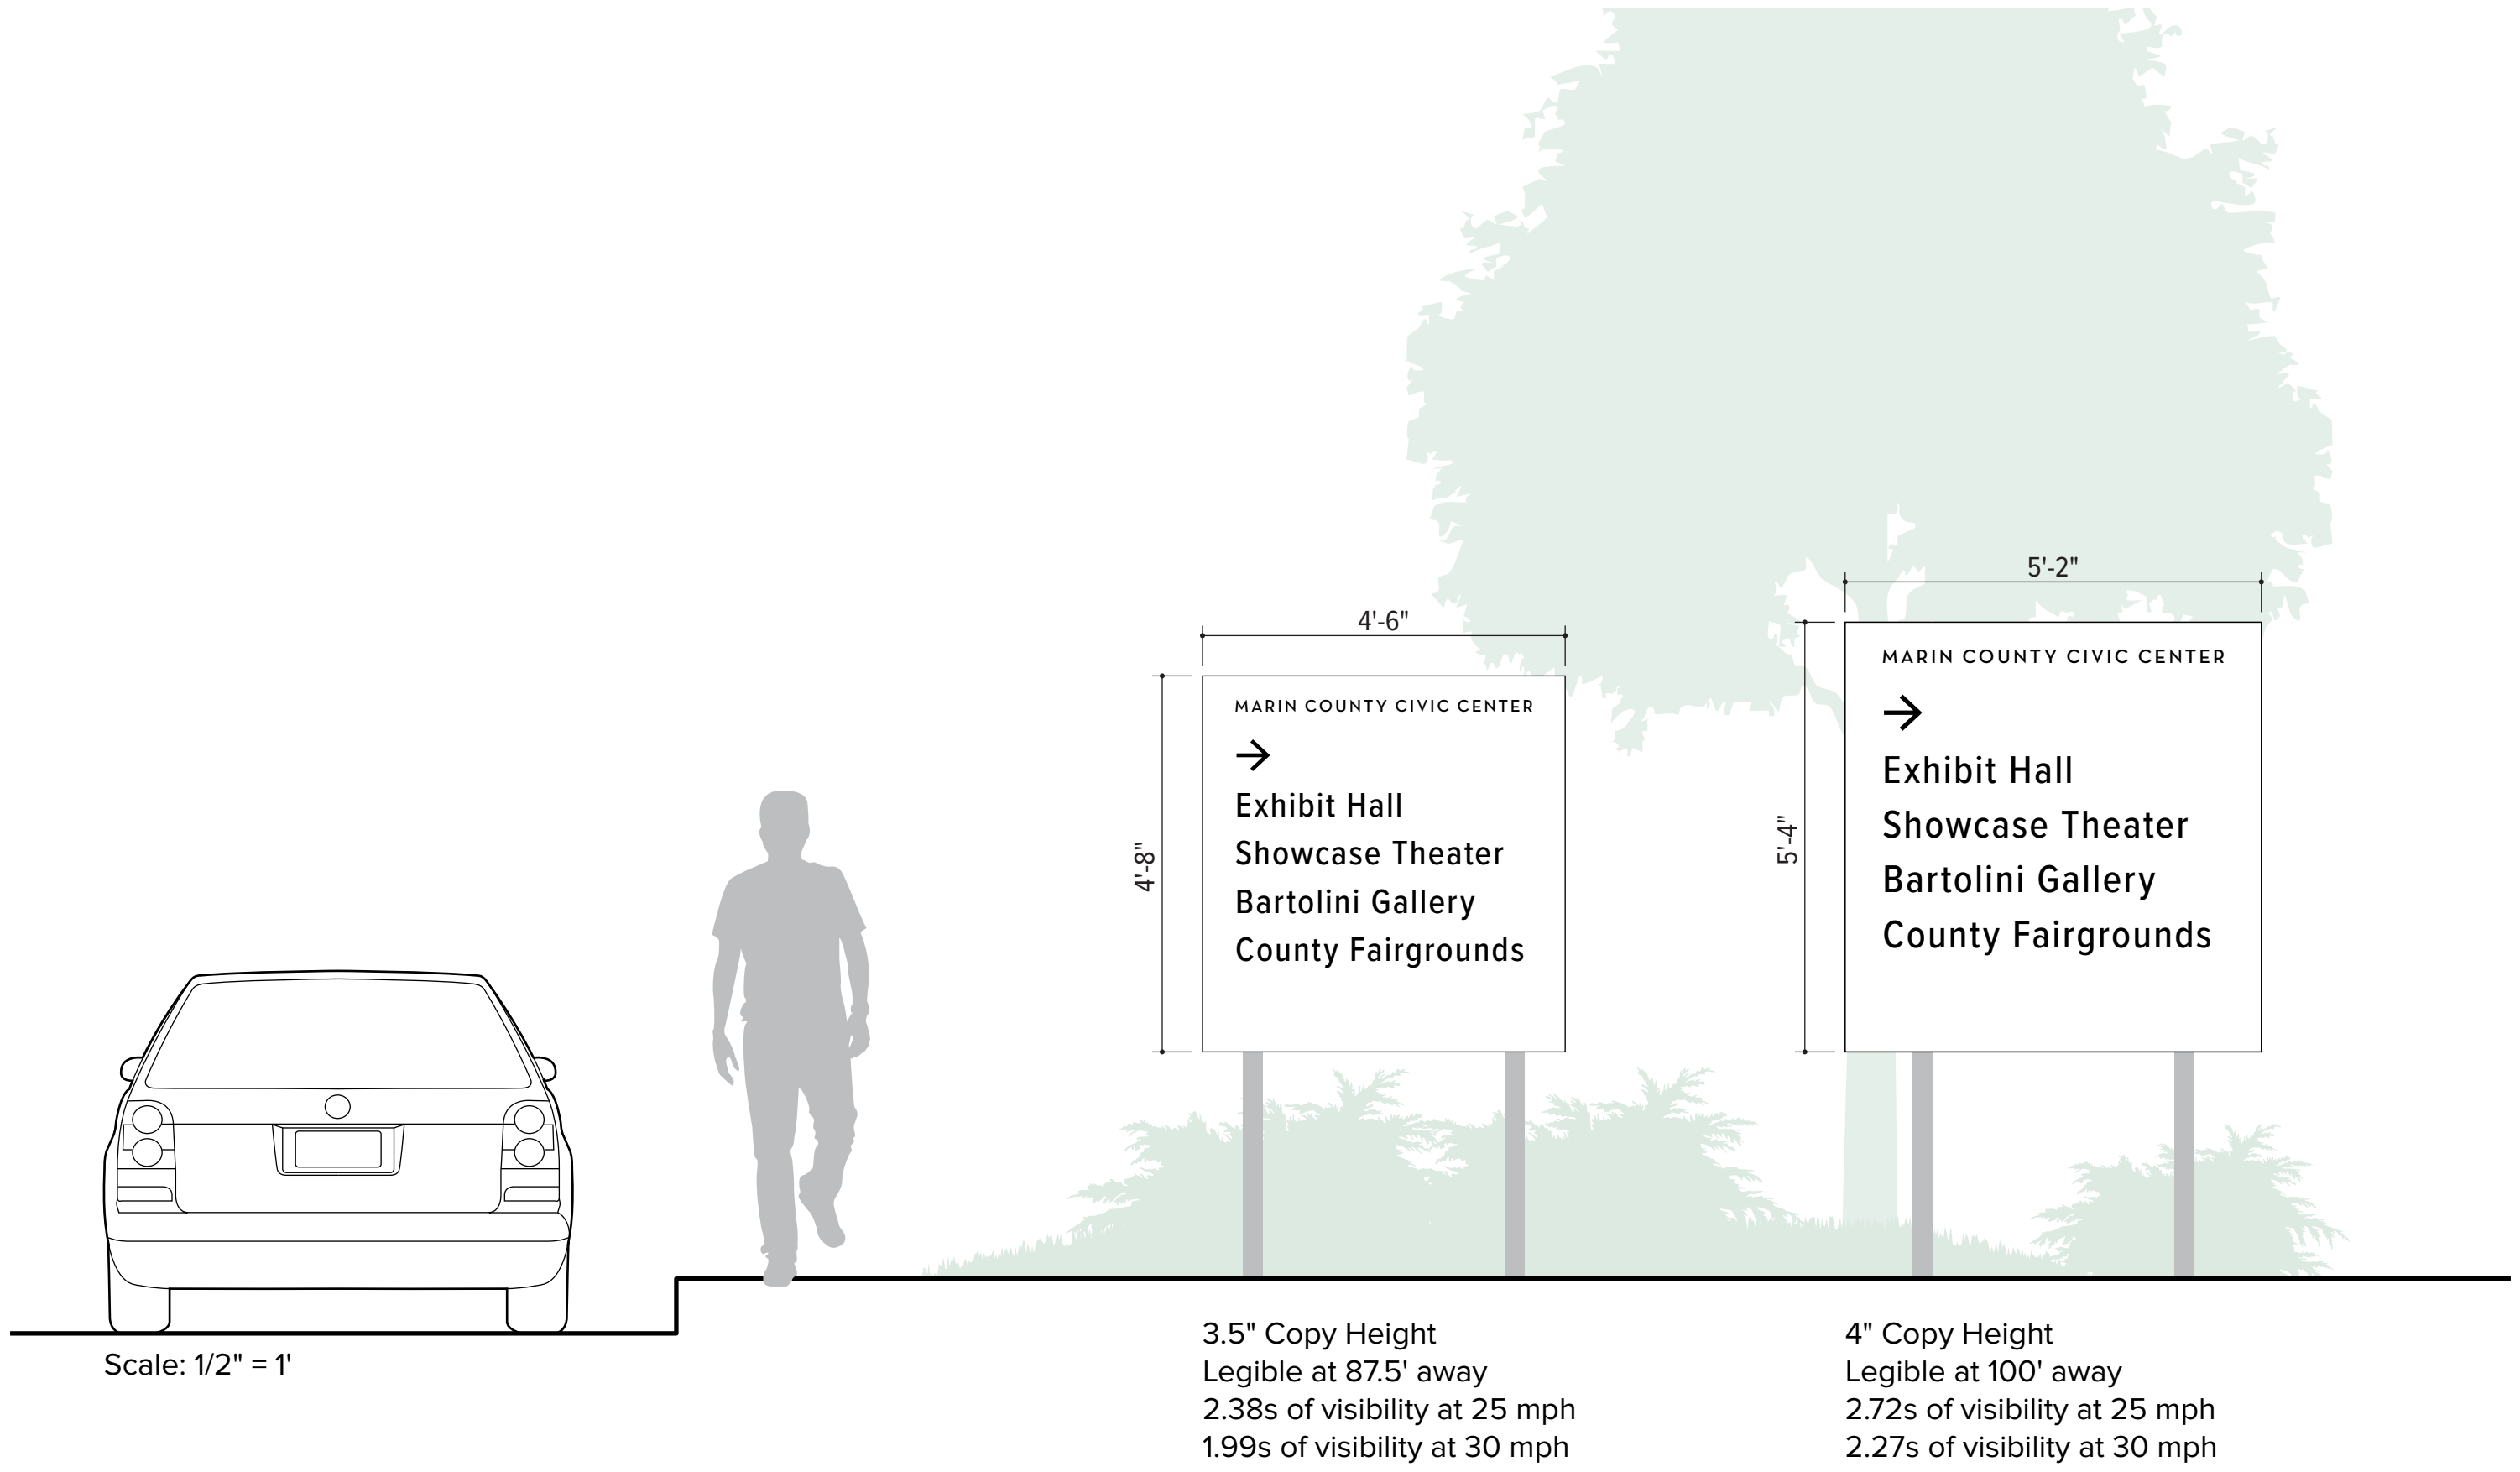 4'-6"
4'-8"
MARIN COUNTY CIVIC CENTER
→
Exhibit Hall
Showcase Theater
Bartolini Gallery
County Fairgrounds
5'-2"
5'-4"
MARIN COUNTY CIVIC CENTER
→
Exhibit Hall
Showcase Theater
Bartolini Gallery
County Fairgrounds
Scale: 1/2" = 1'
3.5" Copy Height
Legible at 87.5' away
2.38s of visibility at 25 mph
1.99s of visibility at 30 mph
4" Copy Height
Legible at 100' away
2.72s of visibility at 25 mph
2.27s of visibility at 30 mph